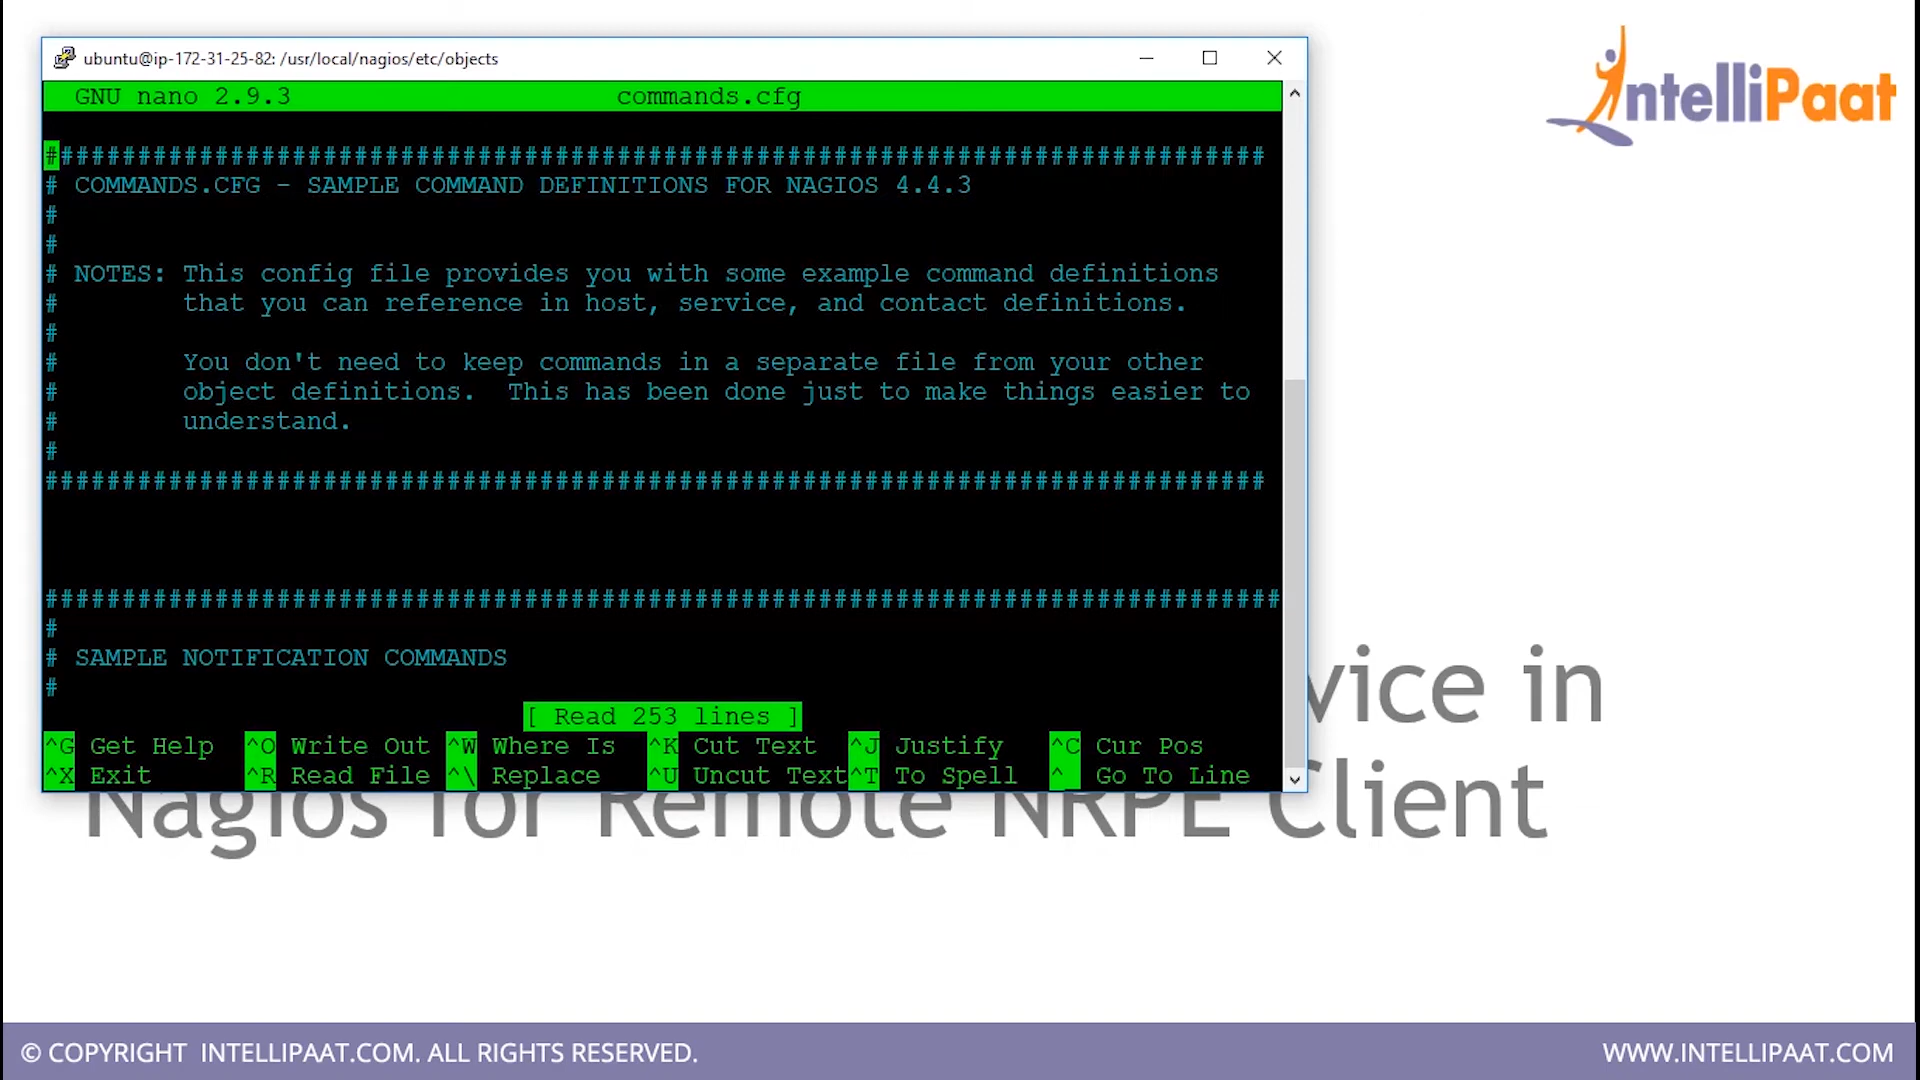 ubuntu@ip-172-31-25-82: /usr/local/nagios/etc/objects
IntelliPaat
GNU nano 2.9.3 commands.cfg
###############################################################################
# COMMANDS.CFG - SAMPLE COMMAND DEFINITIONS FOR NAGIOS 4.4.3
#
#
# NOTES: This config file provides you with some example command definitions
# that you can reference in host, service, and contact definitions.
#
# You don't need to keep commands in a separate file from your other
# object definitions. This has been done just to make things easier to
# understand.
#
###############################################################################
################################################################################
#
# SAMPLE NOTIFICATION COMMANDS
#
[ Read 253 lines ]
^G Get Help ^O Write Out ^W Where Is ^K Cut Text ^J Justify ^C Cur Pos
^X Exit ^R Read File ^\ Replace ^U Uncut Text ^T To Spell ^_ Go To Line
vice in
Nagios for Remote NRPE Client
© COPYRIGHT INTELLIPAAT.COM. ALL RIGHTS RESERVED.
WWW.INTELLIPAAT.COM